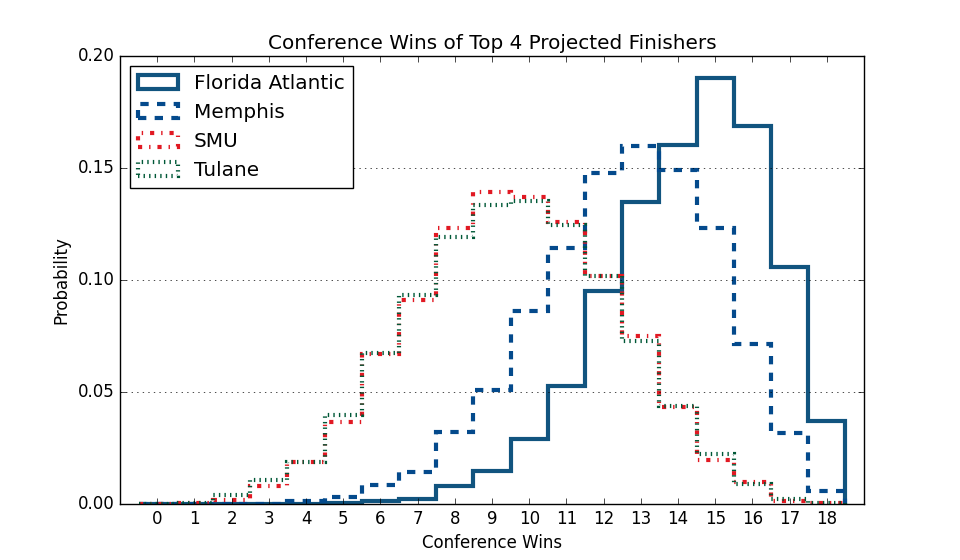 Conference Wins of Top 4 Projected Finishers
0.20
0.15
0.10
0.05
0.00
Probability
Florida Atlantic
Memphis
SMU
Tulane
0 1 2 3 4 5 6 7 8 9 10 11 12 13 14 15 16 17 18
Conference Wins